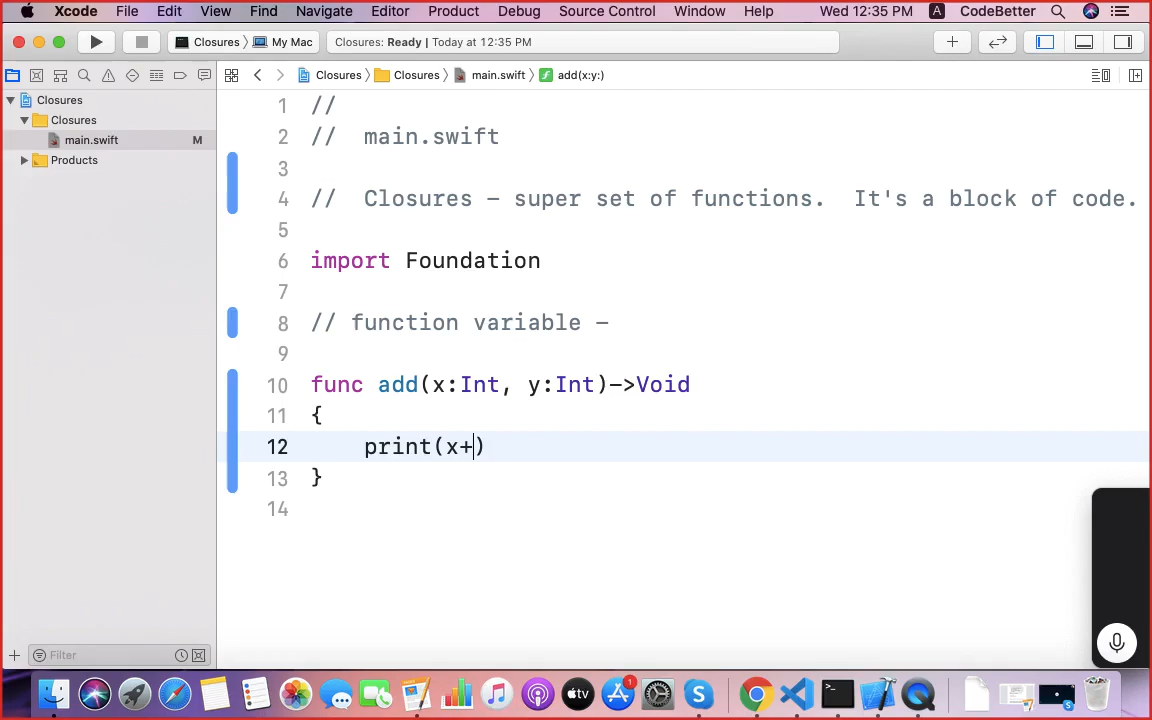 Xcode File Edit View Find Navigate Editor Product Debug Source Control Window Help Wed 12:35 PM A CodeBetter
Closures My Mac Closures: Ready | Today at 12:35 PM
Closures Closures main.swift add(x:y:)
Closures
Closures
main.swift M
Products
1 //
2 // main.swift
3
4 // Closures – super set of functions. It's a block of code.
5
6 import Foundation
7
8 // function variable –
9
10 func add(x:Int, y:Int)->Void
11 {
12 print(x+)
13 }
14
Filter
tv 1